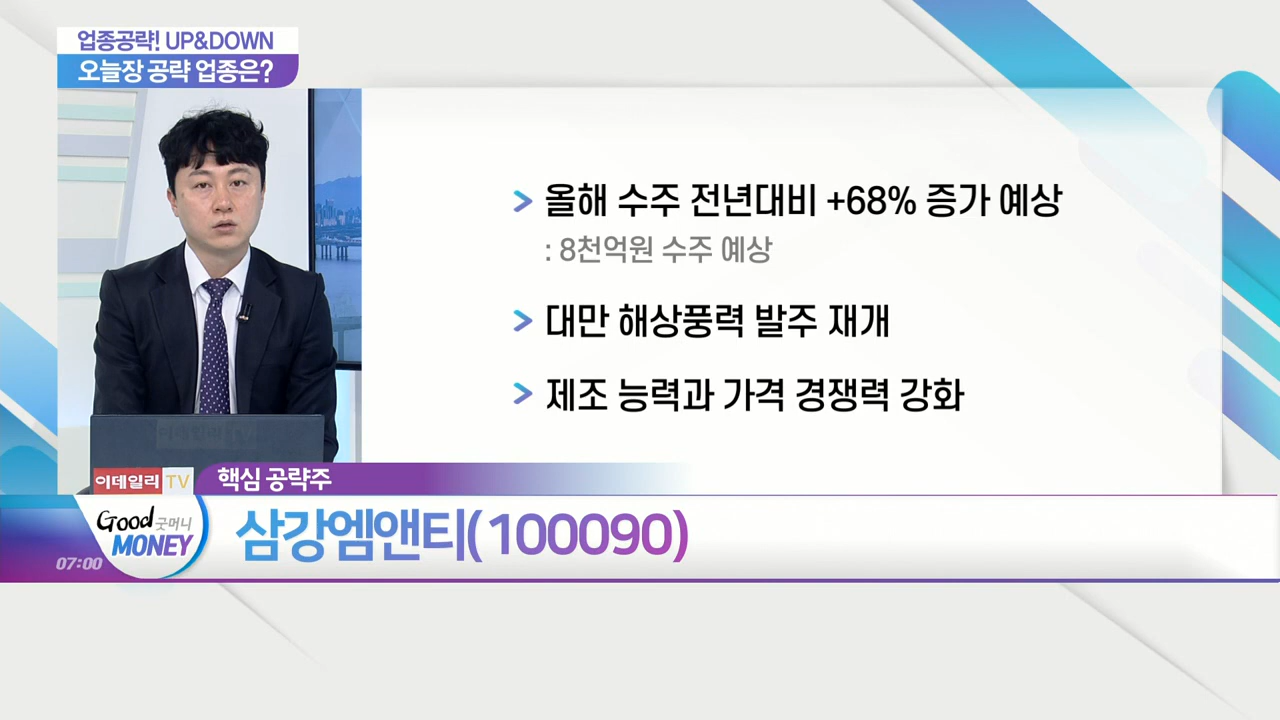 업종공략! UP&DOWN
오늘장 공략 업종은?
올해 수주 전년대비 +68% 증가 예상
: 8천억원 수주 예상
대만 해상풍력 발주 재개
제조 능력과 가격 경쟁력 강화
이데일리 TV
핵심 공략주
Good 굿머니
MONEY
07:00
삼강엠앤티(100090)